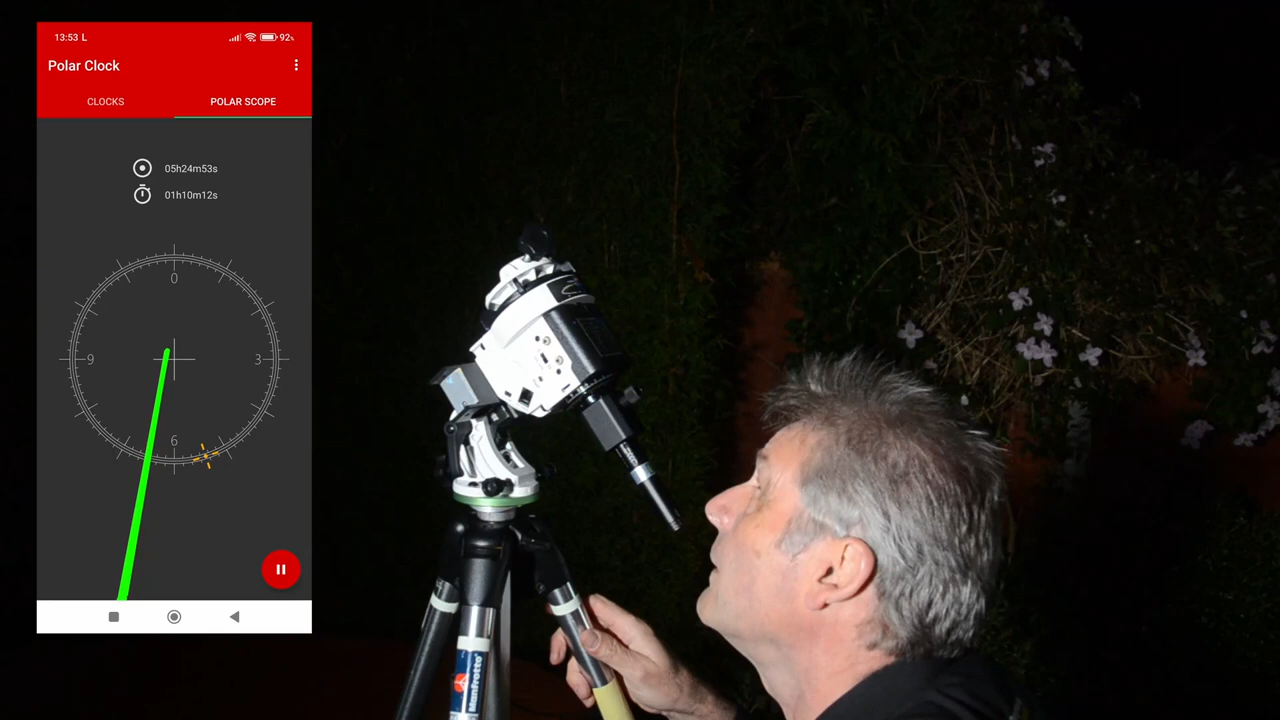 13:53 L
92%
Polar Clock
CLOCKS
POLAR SCOPE
05h24m53s
01h10m12s
0
9
3
6
Manfrotto